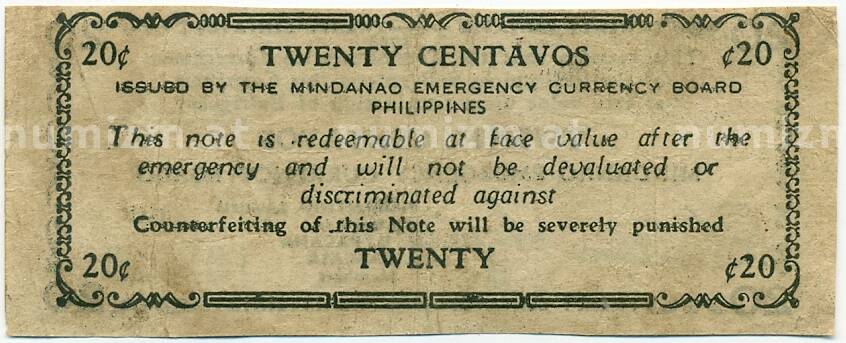 20¢ TWENTY CENTAVOS ¢20
ISSUED BY THE MINDANAO EMERGENCY CURRENCY BOARD
PHILIPPINES
This note is redeemable at face value after the
emergency and will not be devaluated or
discriminated against
Counterfeiting of this Note will be severely punished
20¢ TWENTY ¢20